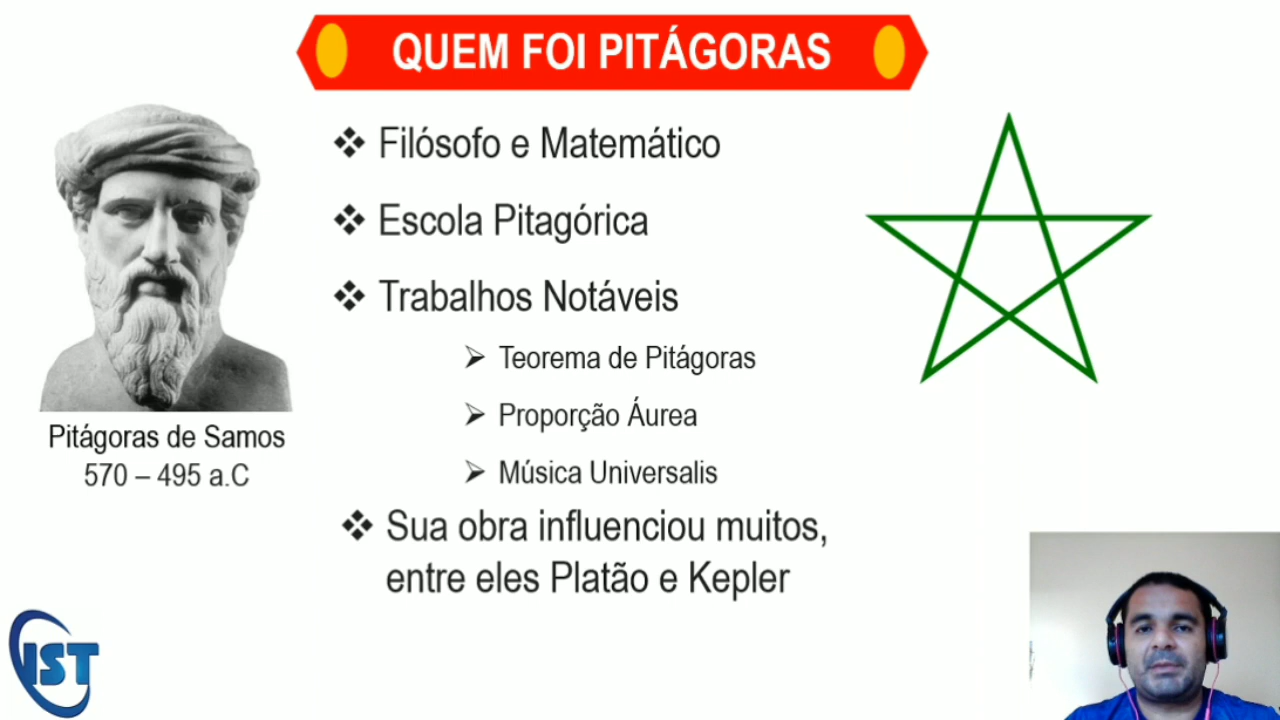 QUEM FOI PITÁGORAS
Filósofo e Matemático
Escola Pitagórica
Trabalhos Notáveis
Teorema de Pitágoras
Proporção Áurea
Música Universalis
Sua obra influenciou muitos,
entre eles Platão e Kepler
Pitágoras de Samos
570 – 495 a.C
IST